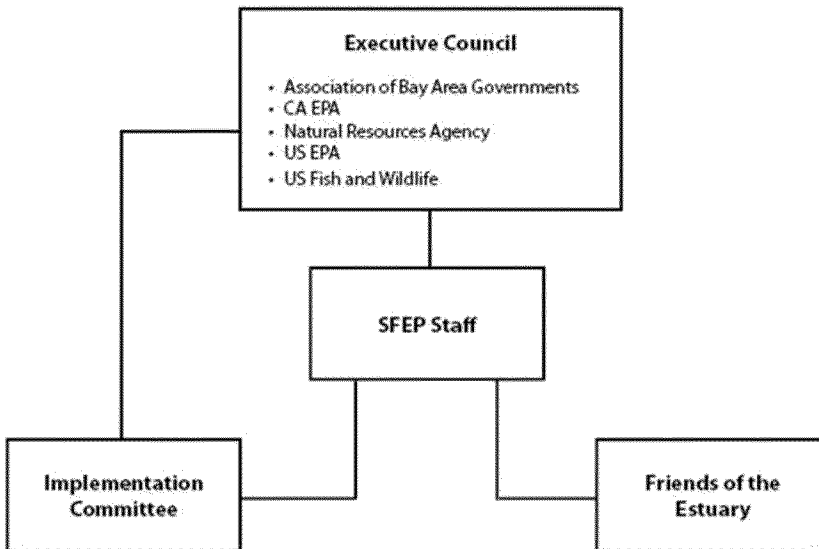 Executive Council
• Association of Bay Area Governments
• CA EPA
• Natural Resources Agency
• US EPA
• US Fish and Wildlife
SFEP Staff
Implementation
Committee
Friends of the
Estuary